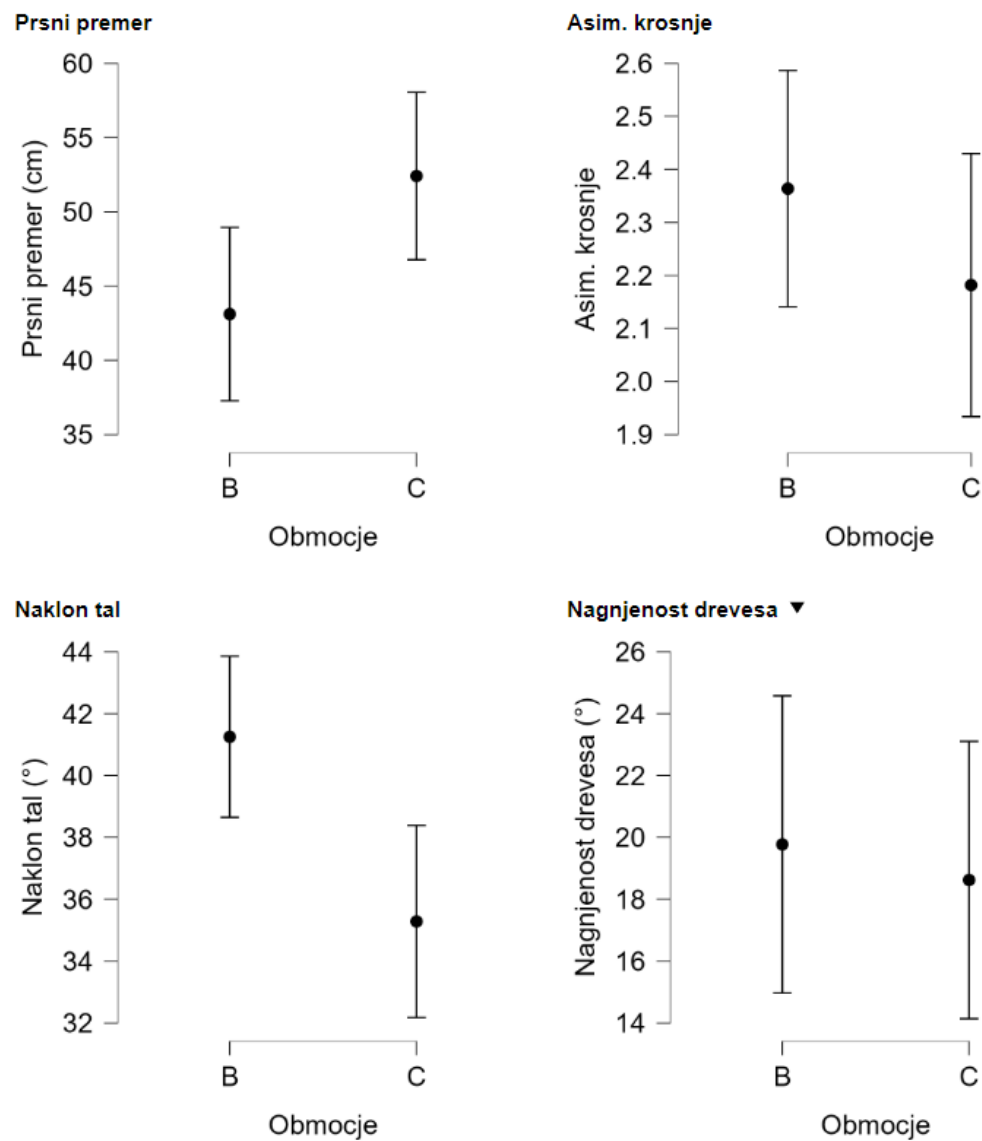 Prsni premer
60
55
50
45
40
35
Prsni premer (cm)
B C
Obmocje
Asim. krosnje
2.6
2.5
2.4
2.3
2.2
2.1
2.0
1.9
Asim. krosnje
B C
Obmocje
Naklon tal
44
42
40
38
36
34
32
Naklon tal (°)
B C
Obmocje
Nagnjenost drevesa ▼
26
24
22
20
18
16
14
Nagnjenost drevesa (°)
B C
Obmocje